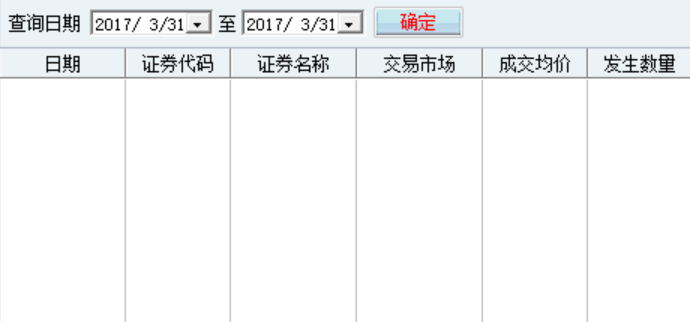 查询日期 2017/ 3/31 至 2017/ 3/31 确定
日期 证券代码 证券名称 交易市场 成交均价 发生数量